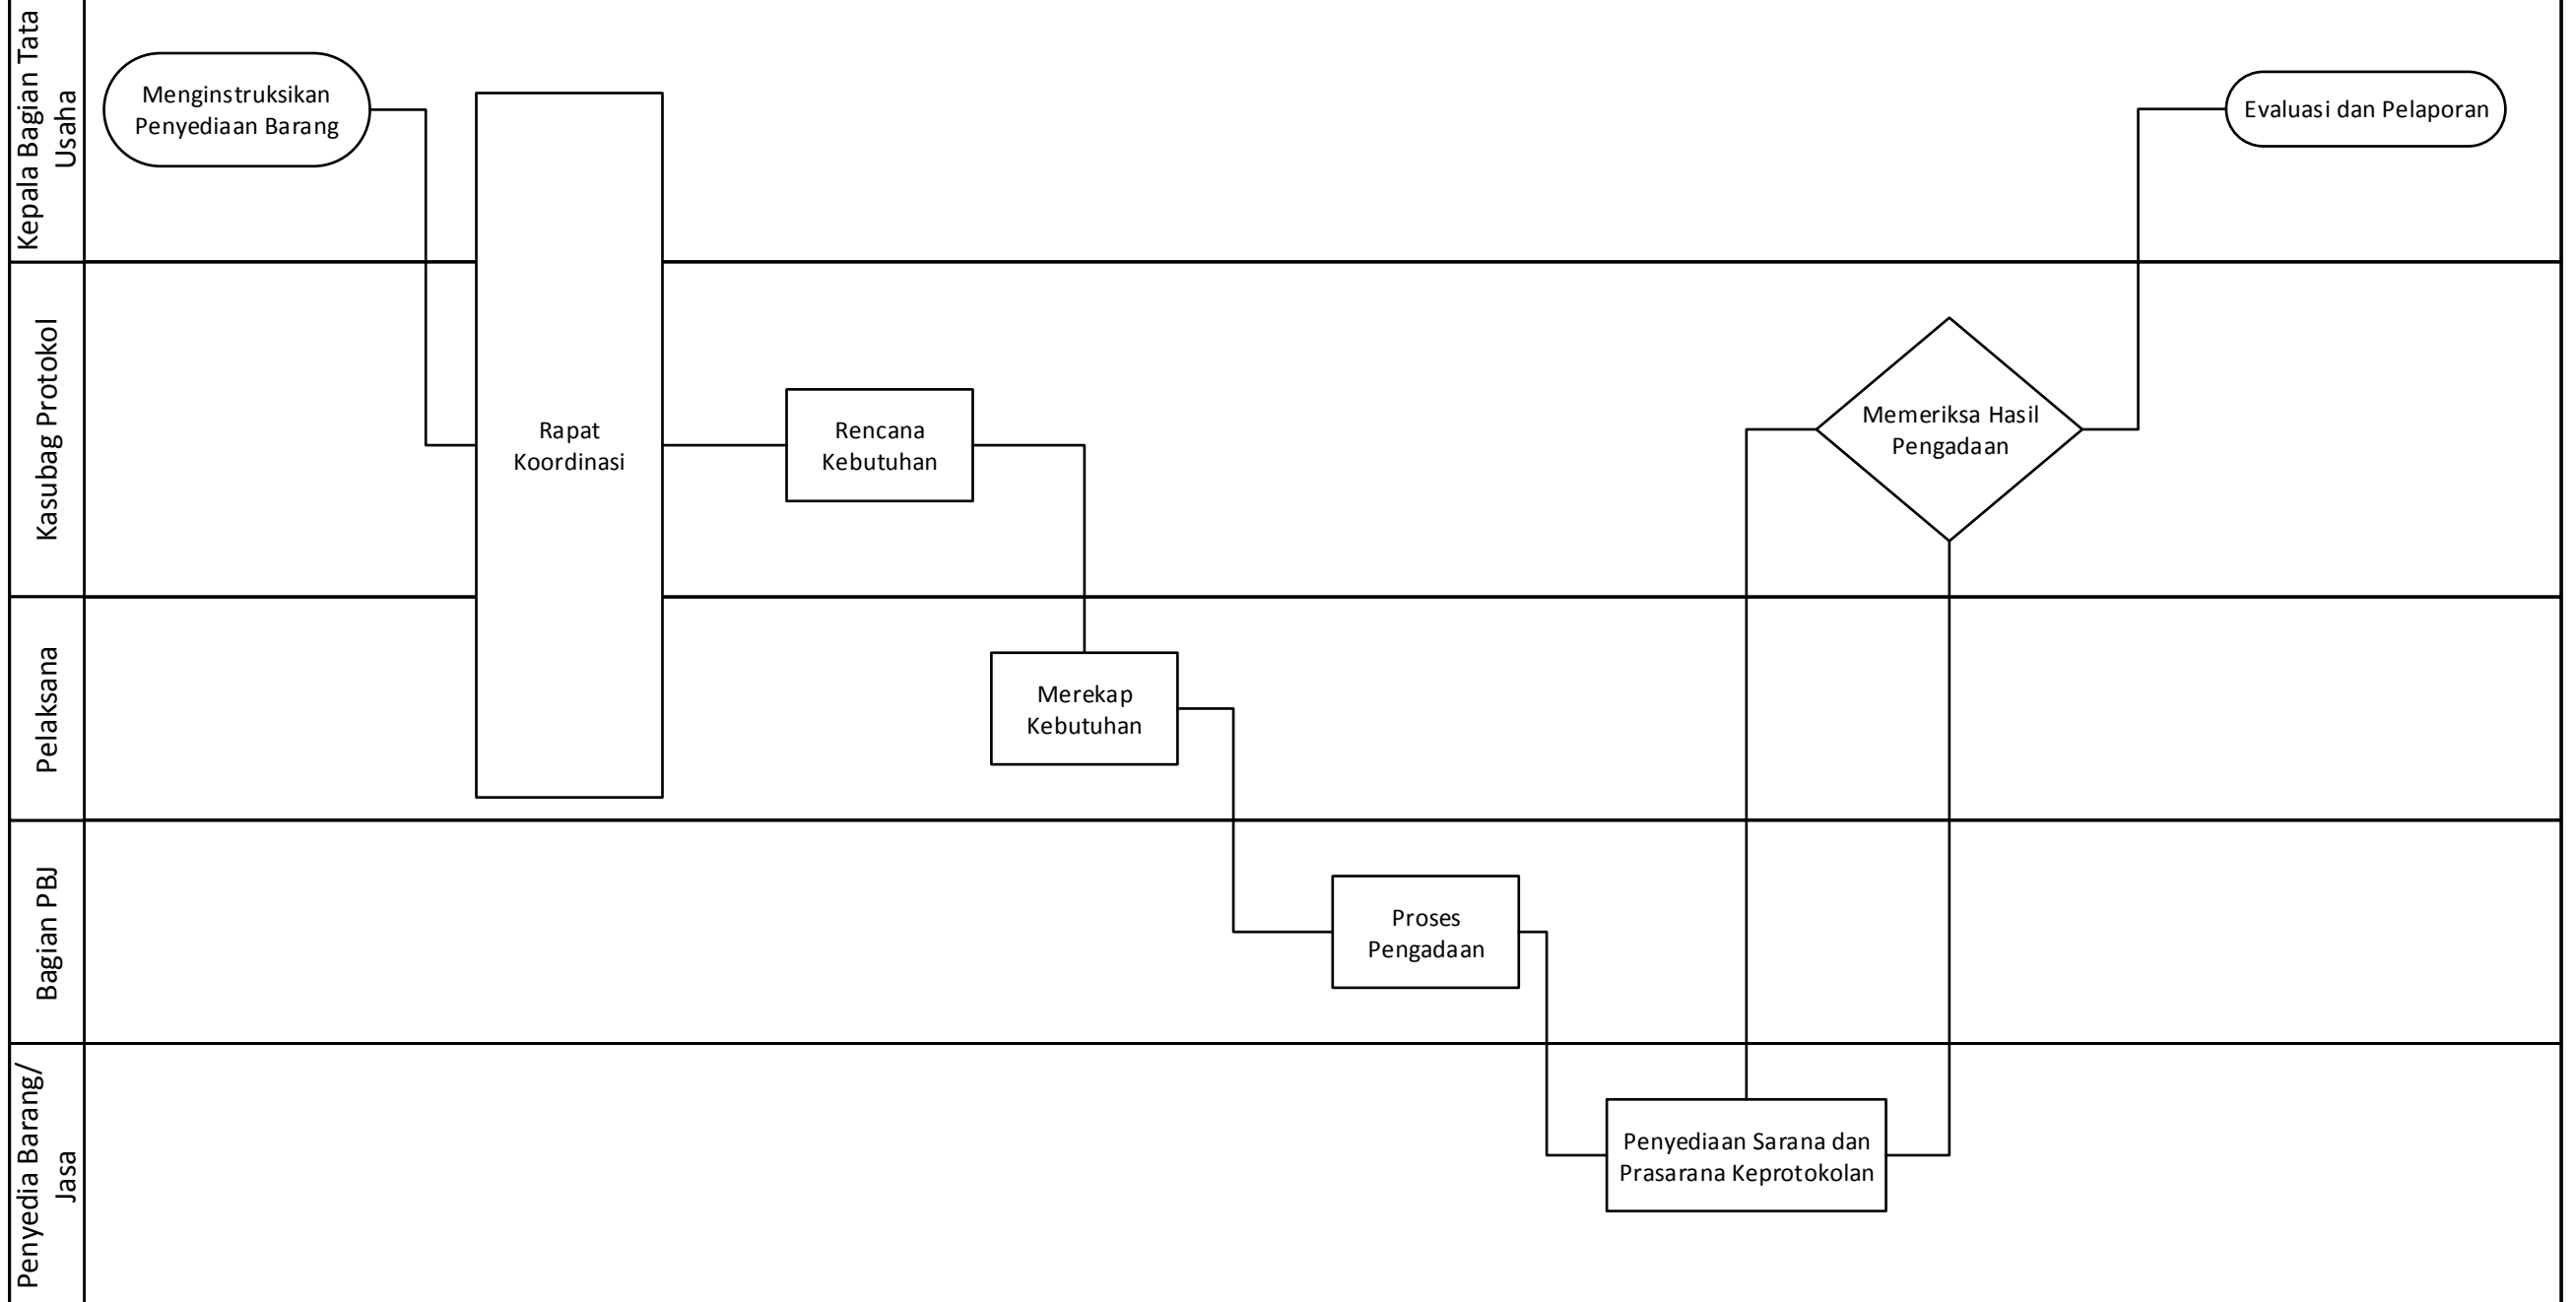 Kepala Bagian Tata
Usaha
Menginstruksikan
Penyediaan Barang
Evaluasi dan Pelaporan
Kasubag Protokol
Rapat
Koordinasi
Rencana
Kebutuhan
Memeriksa Hasil
Pengadaan
Pelaksana
Merekap
Kebutuhan
Bagian PBJ
Proses
Pengadaan
Penyedia Barang/
Jasa
Penyediaan Sarana dan
Prasarana Keprotokolan